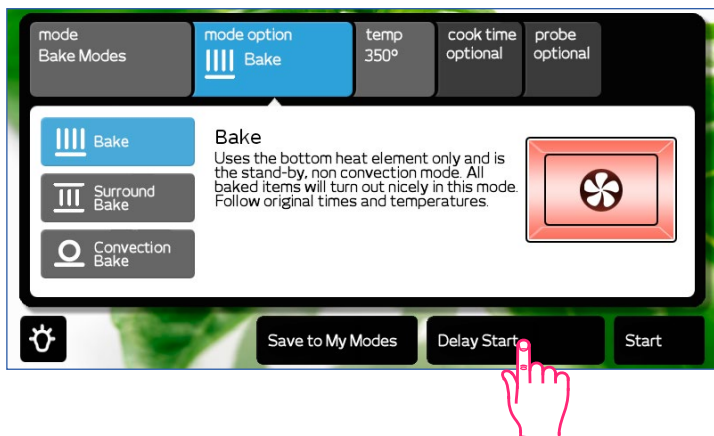 mode
Bake Modes
mode option
Bake
temp
350°
cook time
optional
probe
optional
Bake
Surround
Bake
Convection
Bake
Bake
Uses the bottom heat element only and is
the stand-by, non convection mode. All
baked items will turn out nicely in this mode.
Follow original times and temperatures.
Save to My Modes
Delay Start
Start